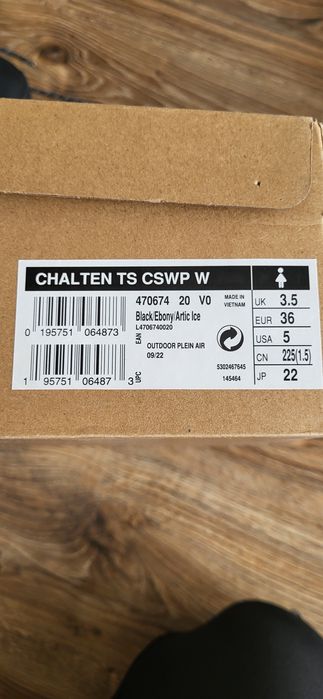 CHALTEN TS CSWP W
470674 20 V0
MADE IN
VIETNAM
Black/Ebony/Artic Ice
L4706740020
0 195751 064873
EAN
OUTDOOR PLEIN AIR
09/22
1 95751 06487 3
UPC
5302467645
145464
UK 3.5
EUR 36
USA 5
CN 225(1.5)
JP 22